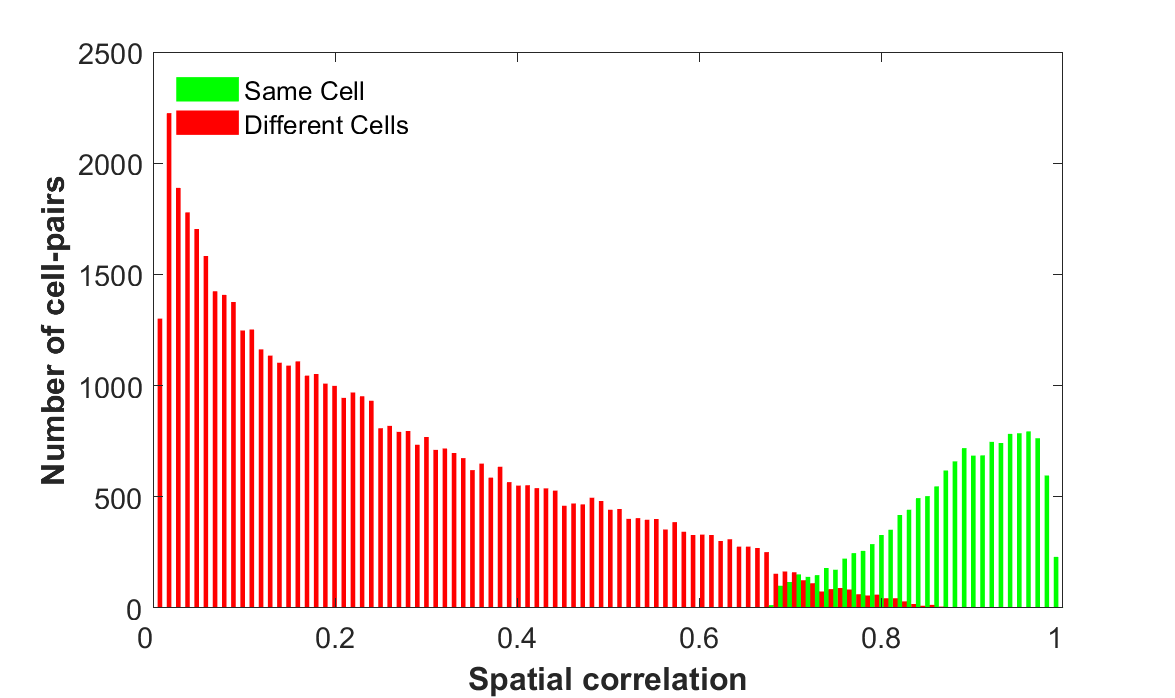 2500
2000
1500
1000
500
0
Number of cell-pairs
Same Cell
Different Cells
0 0.2 0.4 0.6 0.8 1
Spatial correlation